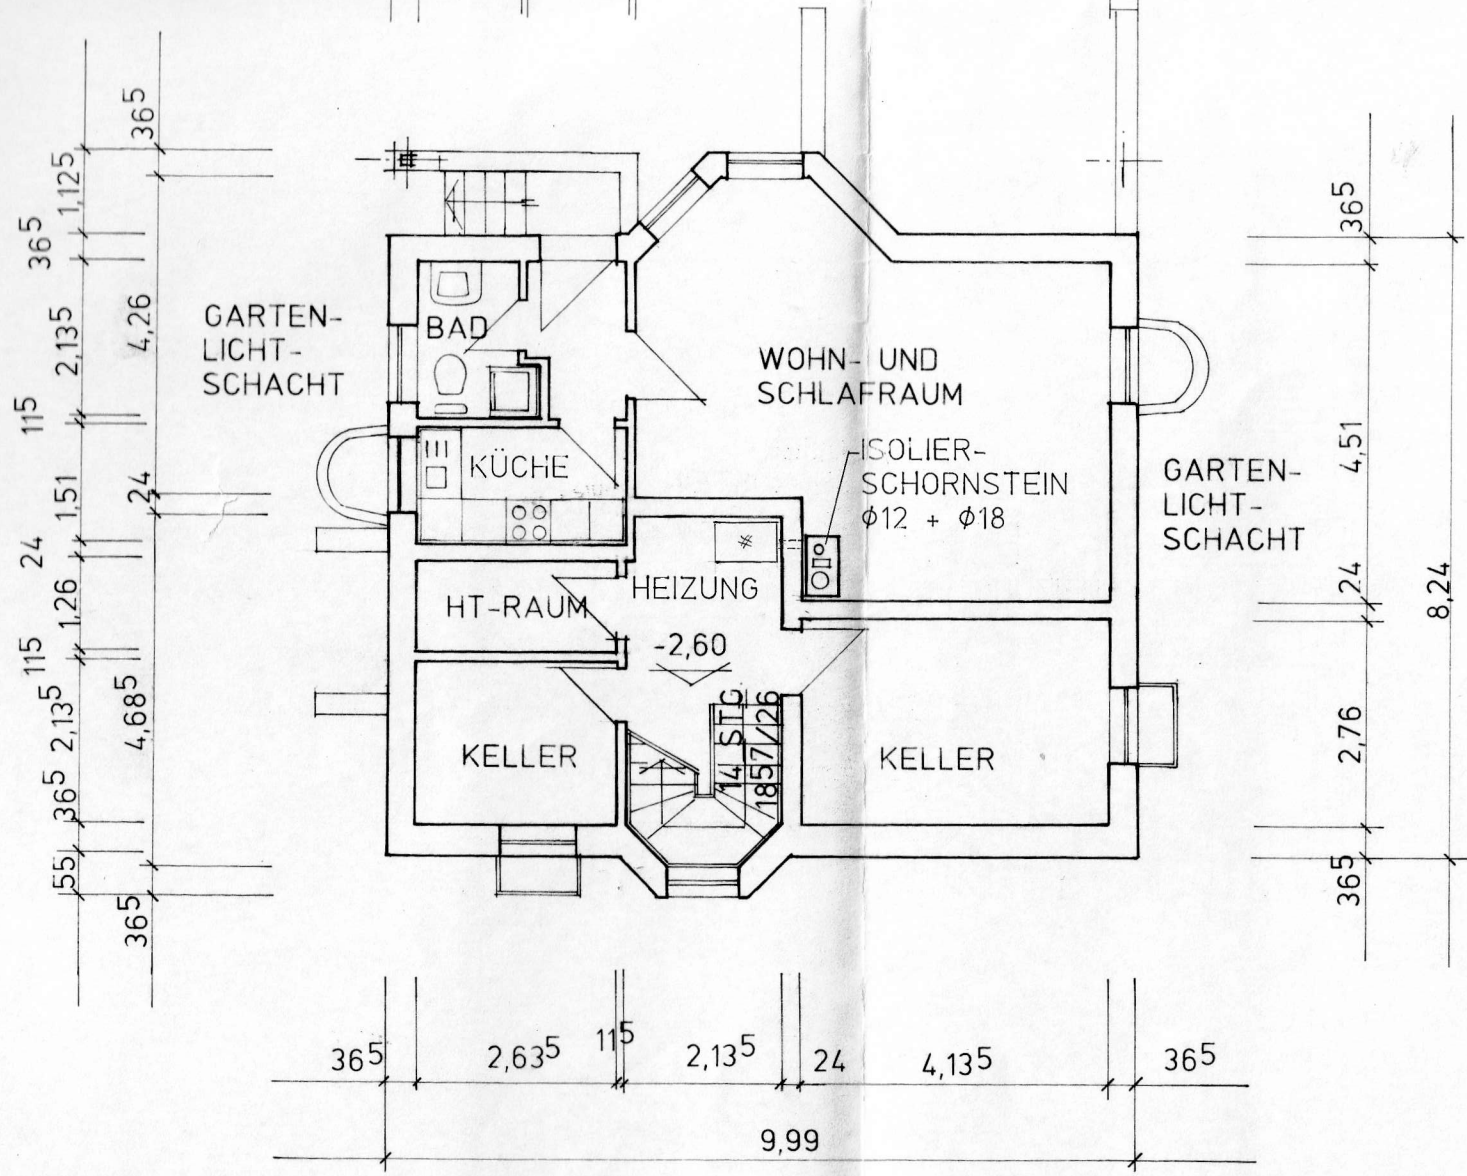 36⁵
1,125
36⁵
2,13⁵
11⁵
1,51
24
1,26
11⁵
2,13⁵
36⁵
55
4,26
24
4,68⁵
36⁵
GARTEN-
LICHT-
SCHACHT
BAD
WOHN- UND
SCHLAFRAUM
KÜCHE
ISOLIER-
SCHORNSTEIN
ϕ12 + ϕ18
HEIZUNG
HT-RAUM
-2,60
KELLER
14 STG
18⁵7/26
KELLER
GARTEN-
LICHT-
SCHACHT
36⁵
4,51
24
2,76
36⁵
8,24
36⁵
2,63⁵
11⁵
2,13⁵
24
4,13⁵
36⁵
9,99